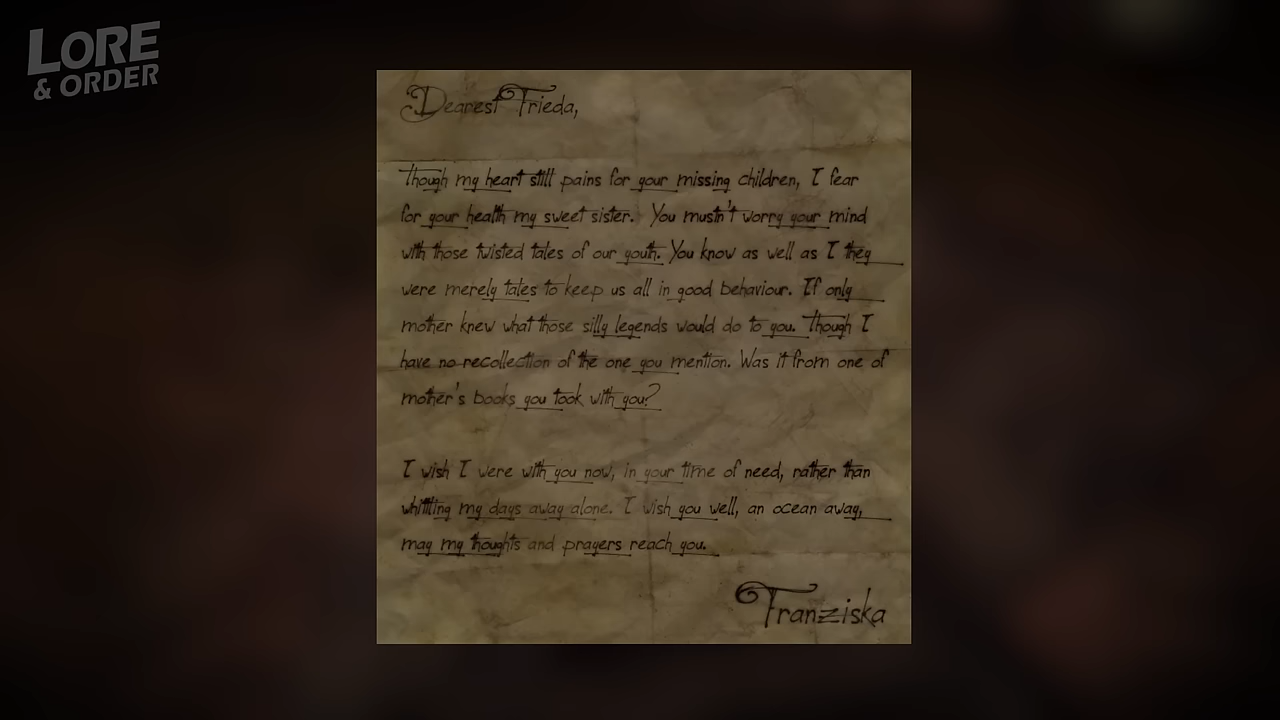 LORE
& ORDER
Dearest Frieda,
Though my heart still pains for your missing children, I fear
for your health my sweet sister. You mustn't worry your mind
with those twisted tales of our youth. You know as well as I they
were merely tales to keep us all in good behaviour. If only
mother knew what those silly legends would do to you. Though I
have no recollection of the one you mention. Was it from one of
mother's books you took with you?
I wish I were with you now, in your time of need, rather than
whittling my days away alone. I wish you well, an ocean away,
may my thoughts and prayers reach you.
Franziska